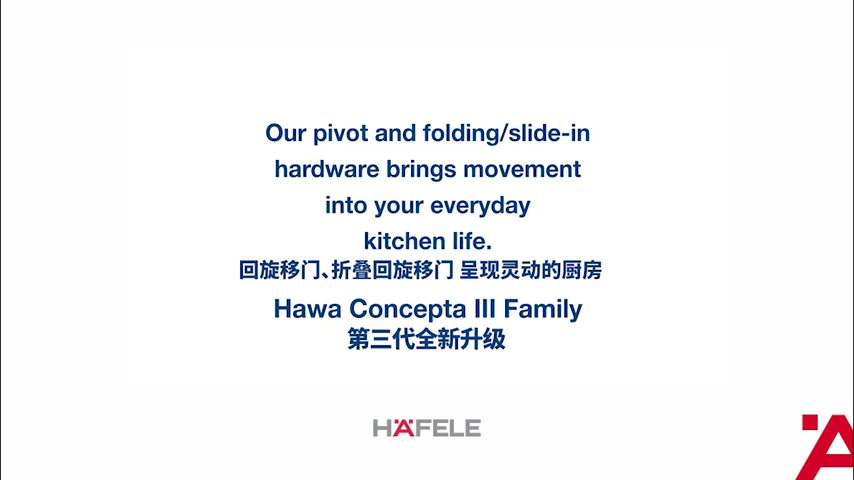 Our pivot and folding/slide-in
hardware brings movement
into your everyday
kitchen life.
回旋移门、折叠回旋移门 呈现灵动的厨房
Hawa Concepta III Family
第三代全新升级
HÄFELE